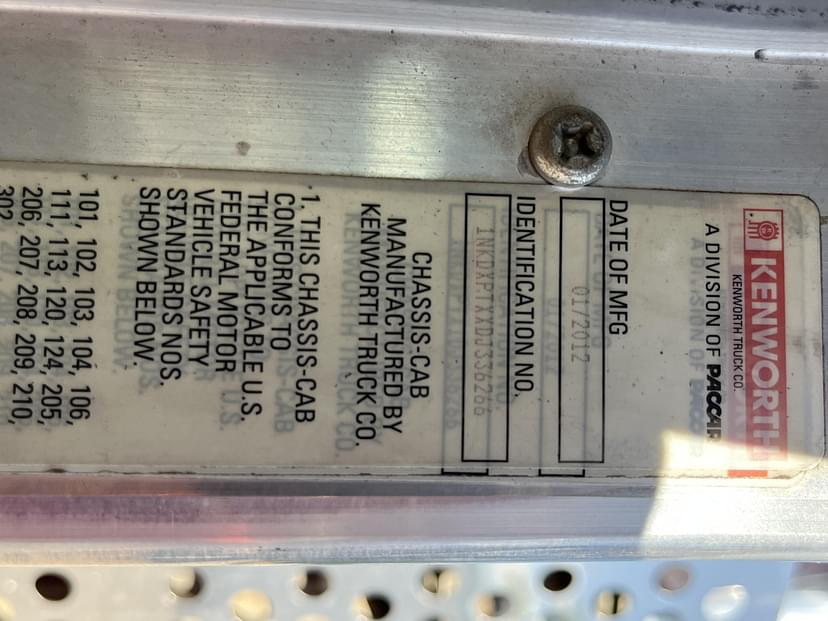 KENWORTH
KENWORTH TRUCK CO.
A DIVISION OF PACCAR
DATE OF MFG
01/2012
IDENTIFICATION NO.
1NKDXPTXXDJ336266
CHASSIS-CAB
MANUFACTURED BY
KENWORTH TRUCK CO.
1. THIS CHASSIS-CAB
CONFORMS TO
THE APPLICABLE U.S.
FEDERAL MOTOR
VEHICLE SAFETY
STANDARDS NOS.
SHOWN BELOW.
101, 102, 103, 104, 106,
111, 113, 120, 124, 205,
206, 207, 208, 209, 210,
302